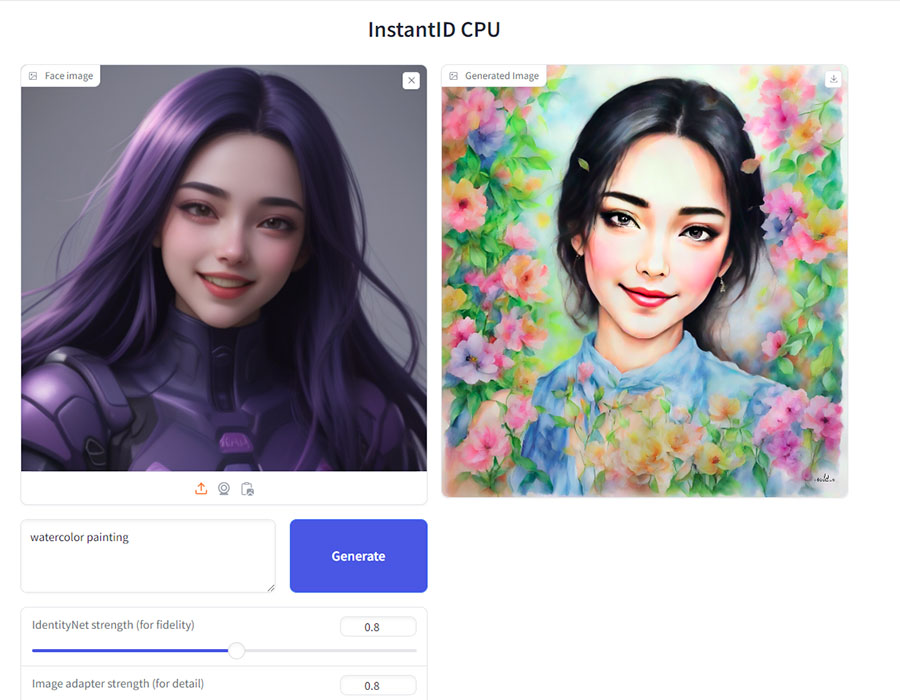 InstantID CPU
Face image
Generated Image
watercolor painting
Generate
IdentityNet strength (for fidelity)
0.8
Image adapter strength (for detail)
0.8